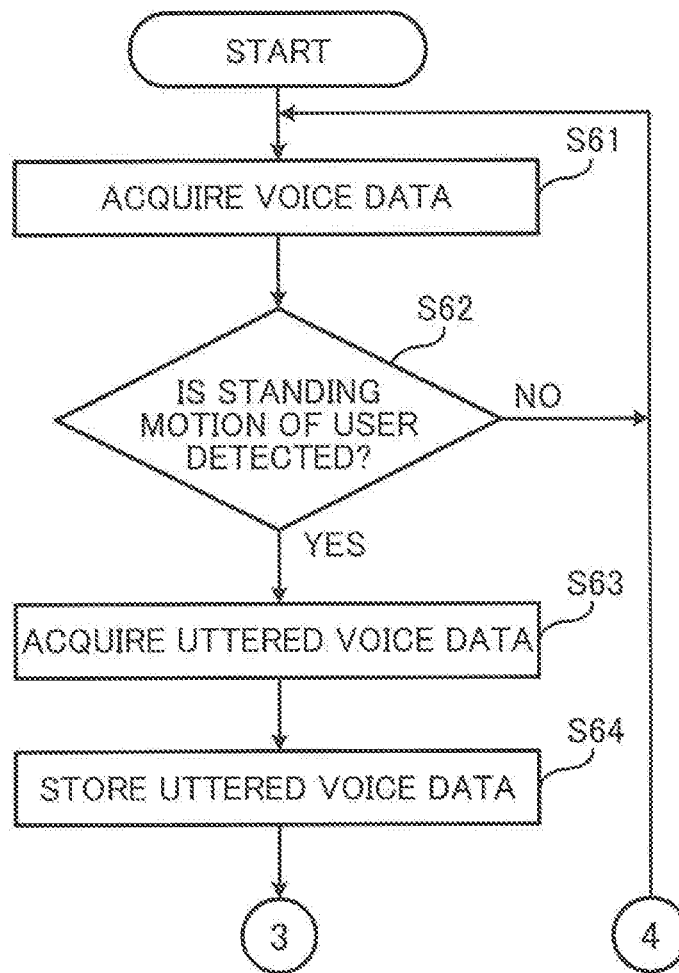 START
S61
ACQUIRE VOICE DATA
S62
IS STANDING
MOTION OF USER
DETECTED?
NO
YES
S63
ACQUIRE UTTERED VOICE DATA
S64
STORE UTTERED VOICE DATA
3
4